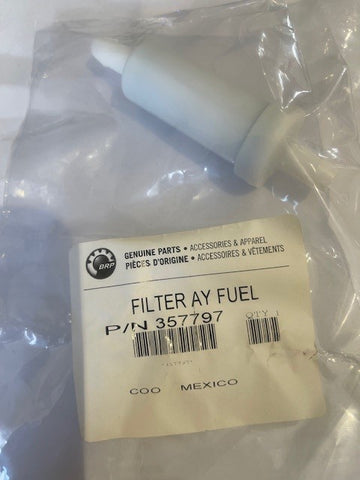 BRP
GENUINE PARTS • ACCESSORIES & APPAREL
PIÈCES D'ORIGINE • ACCESSOIRES & VÊTEMENTS
FILTER AY FUEL
P/N 357797 QTY 1
COO MEXICO